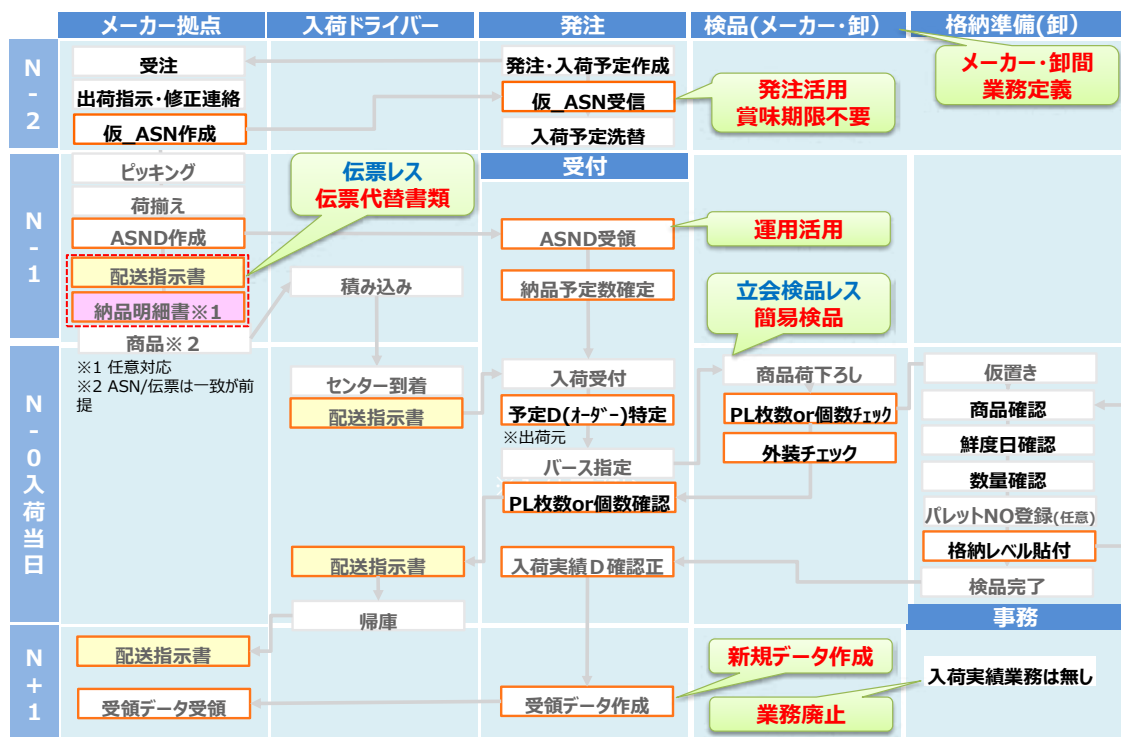 メーカー拠点
入荷ドライバー
発注
検品(メーカー・卸)
格納準備(卸)
N-2
受注
出荷指示・修正連絡
仮_ASN作成
発注・入荷予定作成
仮_ASN受信
入荷予定洗替
発注活用
賞味期限不要
メーカー・卸間
業務定義
N-1
ピッキング
荷揃え
ASND作成
配送指示書
納品明細書※1
商品※2
※1 任意対応
※2 ASN/伝票は一致が前
提
伝票レス
伝票代替書類
積み込み
受付
ASND受領
納品予定数確定
運用活用
立会検品レス
簡易検品
N-0入荷当日
センター到着
配送指示書
入荷受付
予定D(ｵｰﾀﾞｰ)特定
※出荷元
バース指定
PL枚数or個数確認
商品荷下ろし
PL枚数or個数ﾁｪｯｸ
外装チェック
仮置き
商品確認
鮮度日確認
数量確認
パレットNO登録(任意)
格納レベル貼付
検品完了
配送指示書
入荷実績D確認正
帰庫
事務
N+1
配送指示書
受領データ受領
受領データ作成
新規データ作成
業務廃止
入荷実績業務は無し